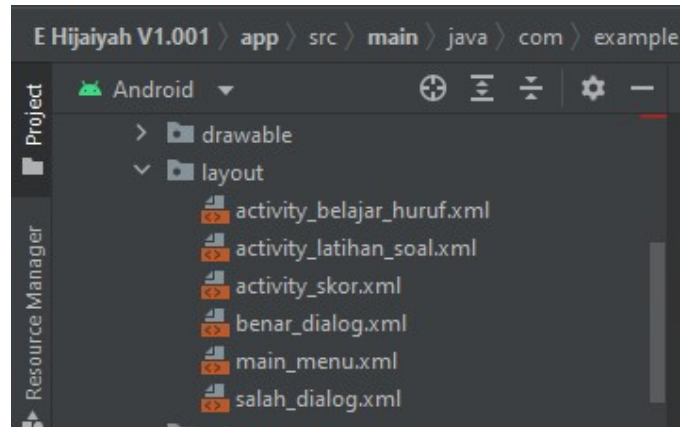 E Hijaiyah V1.001 〉 app 〉 src 〉 main 〉 java 〉 com 〉 example
Project
Android
drawable
layout
activity_belajar_huruf.xml
activity_latihan_soal.xml
activity_skor.xml
benar_dialog.xml
main_menu.xml
salah_dialog.xml
Resource Manager